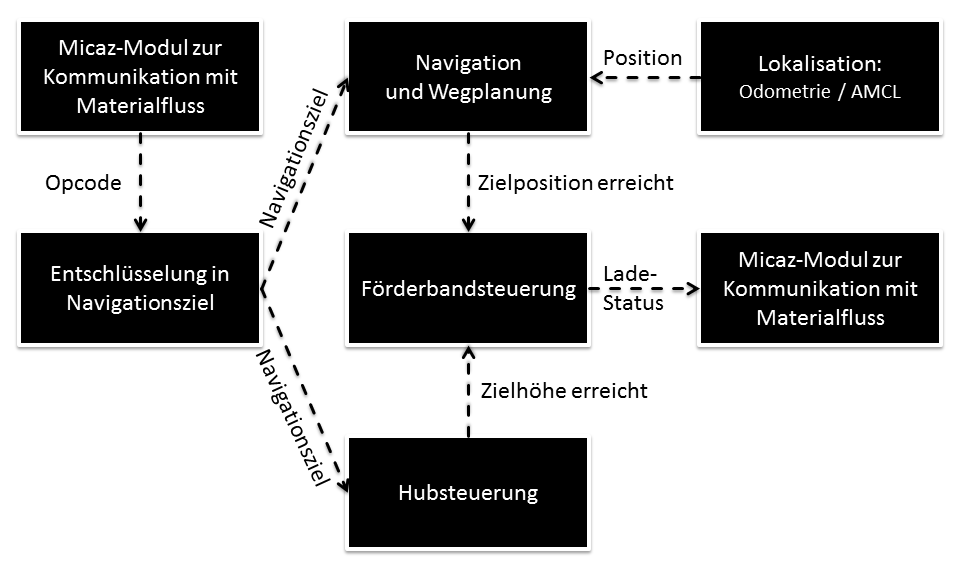 Micaz-Modul zur
Kommunikation mit
Materialfluss
Navigation
und Wegplanung
Position
Lokalisation:
Odometrie / AMCL
Opcode
Navigationsziel
Zielposition erreicht
Entschlüsselung in
Navigationsziel
Förderbandsteuerung
Lade-
Status
Micaz-Modul zur
Kommunikation mit
Materialfluss
Navigationsziel
Zielhöhe erreicht
Hubsteuerung